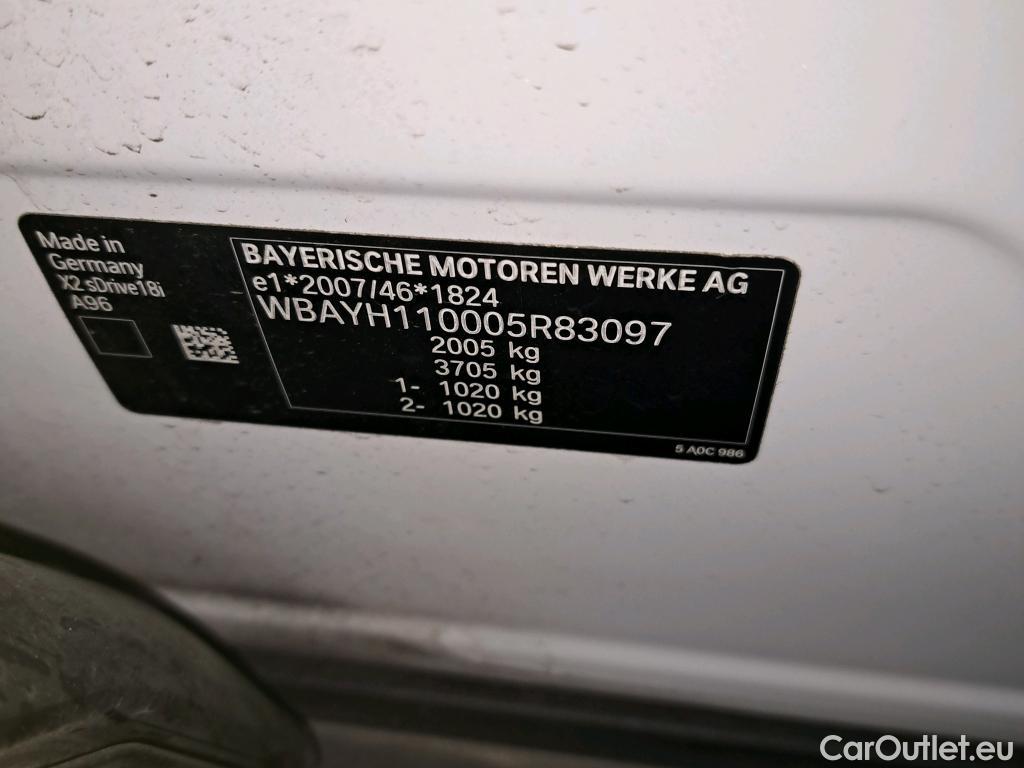 Made in
Germany
X2 sDrive18i
A96
BAYERISCHE MOTOREN WERKE AG
e1*2007/46*1824
WBAYH110005R83097
2005 kg
3705 kg
1- 1020 kg
2- 1020 kg
5 A0C 986
CarOutlet.eu